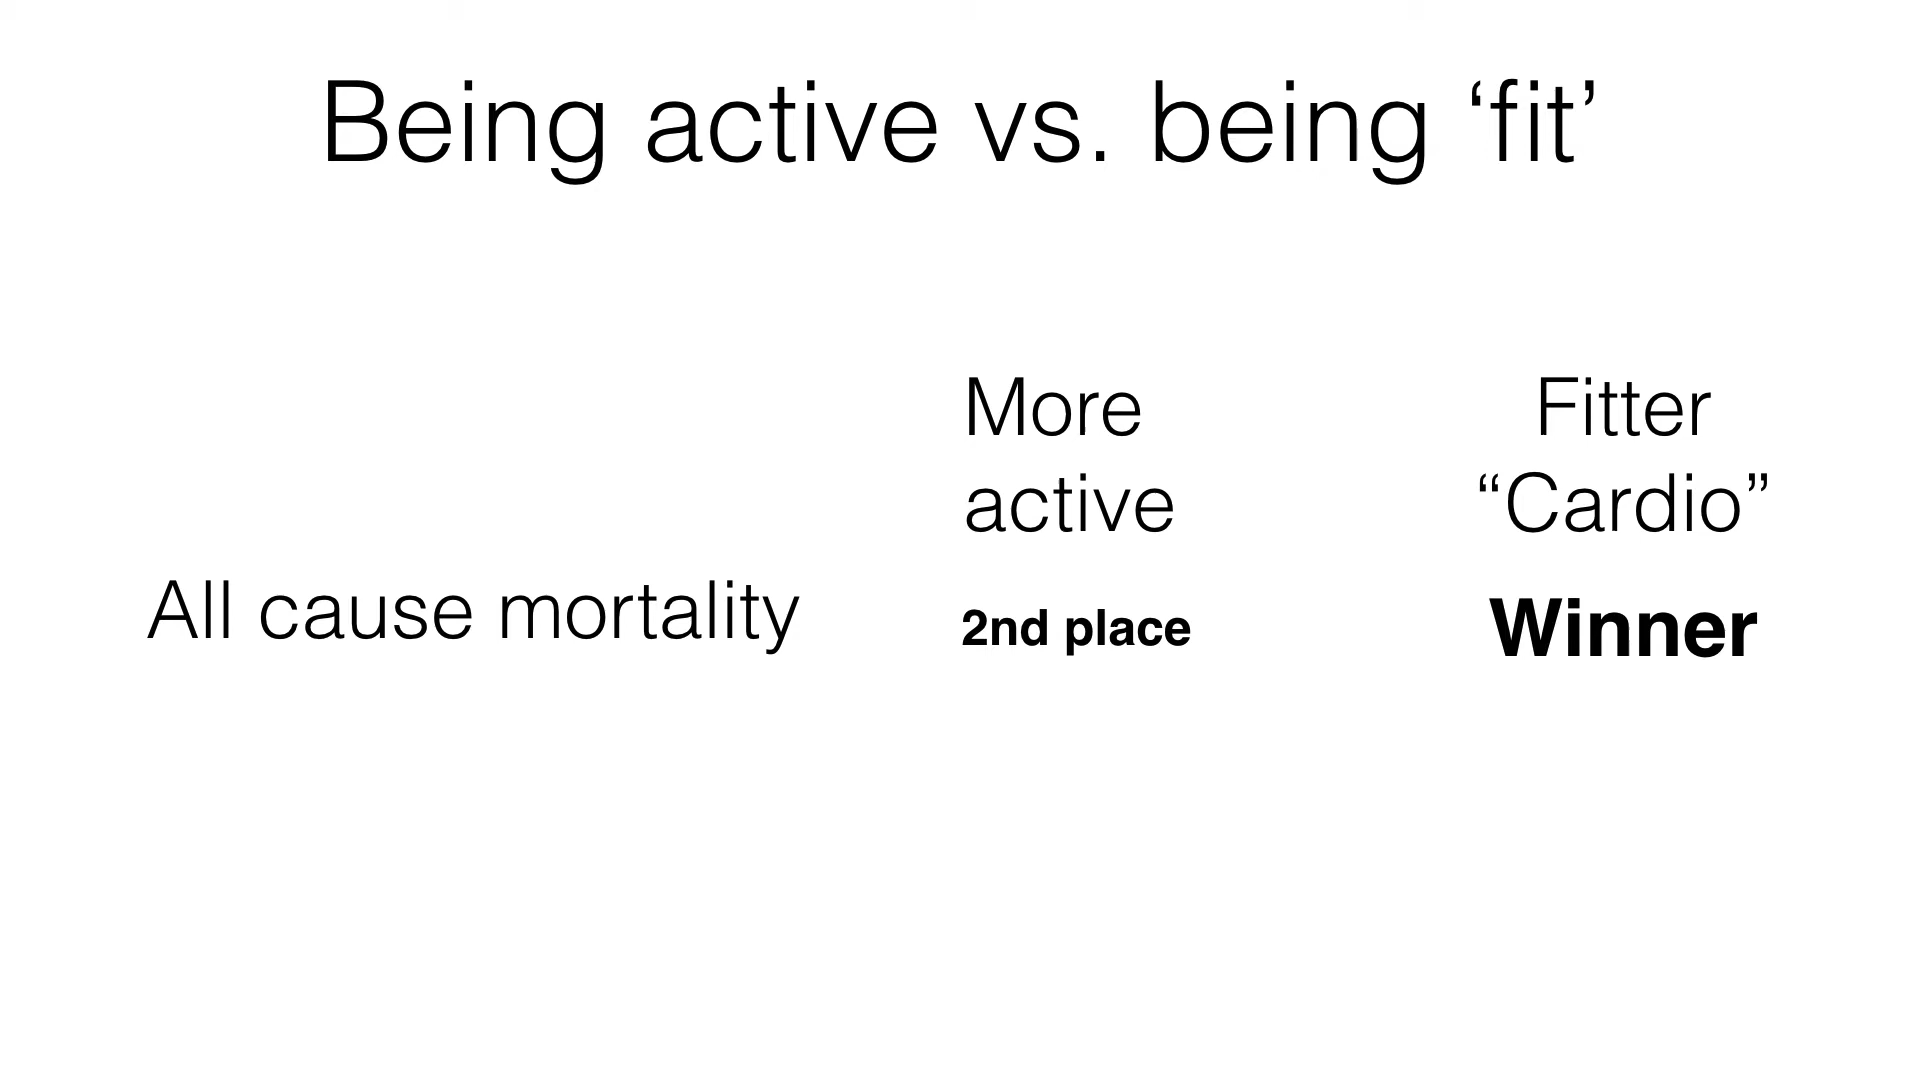 Being active vs. being ‘fit’
More
active
Fitter
“Cardio”
All cause mortality
2nd place
Winner